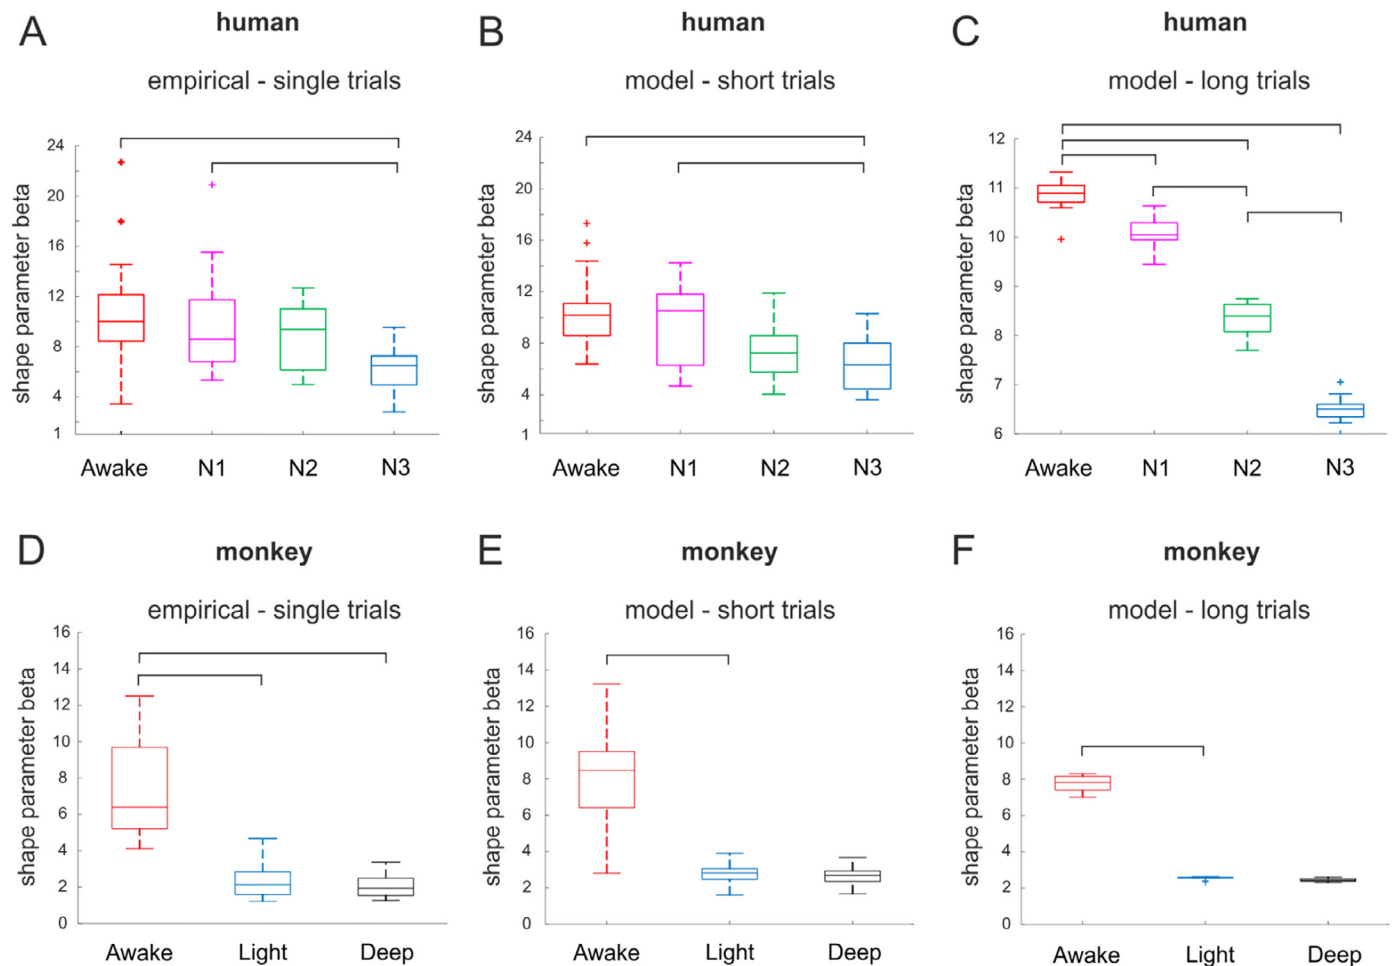 A
human
empirical - single trials
shape parameter beta
24
20
16
12
8
4
1
Awake N1 N2 N3
B
human
model - short trials
shape parameter beta
24
20
16
12
8
4
1
Awake N1 N2 N3
C
human
model - long trials
shape parameter beta
12
11
10
9
8
7
6
Awake N1 N2 N3
D
monkey
empirical - single trials
shape parameter beta
16
14
12
10
8
6
4
2
0
Awake Light Deep
E
monkey
model - short trials
shape parameter beta
16
14
12
10
8
6
4
2
0
Awake Light Deep
F
monkey
model - long trials
shape parameter beta
16
14
12
10
8
6
4
2
0
Awake Light Deep